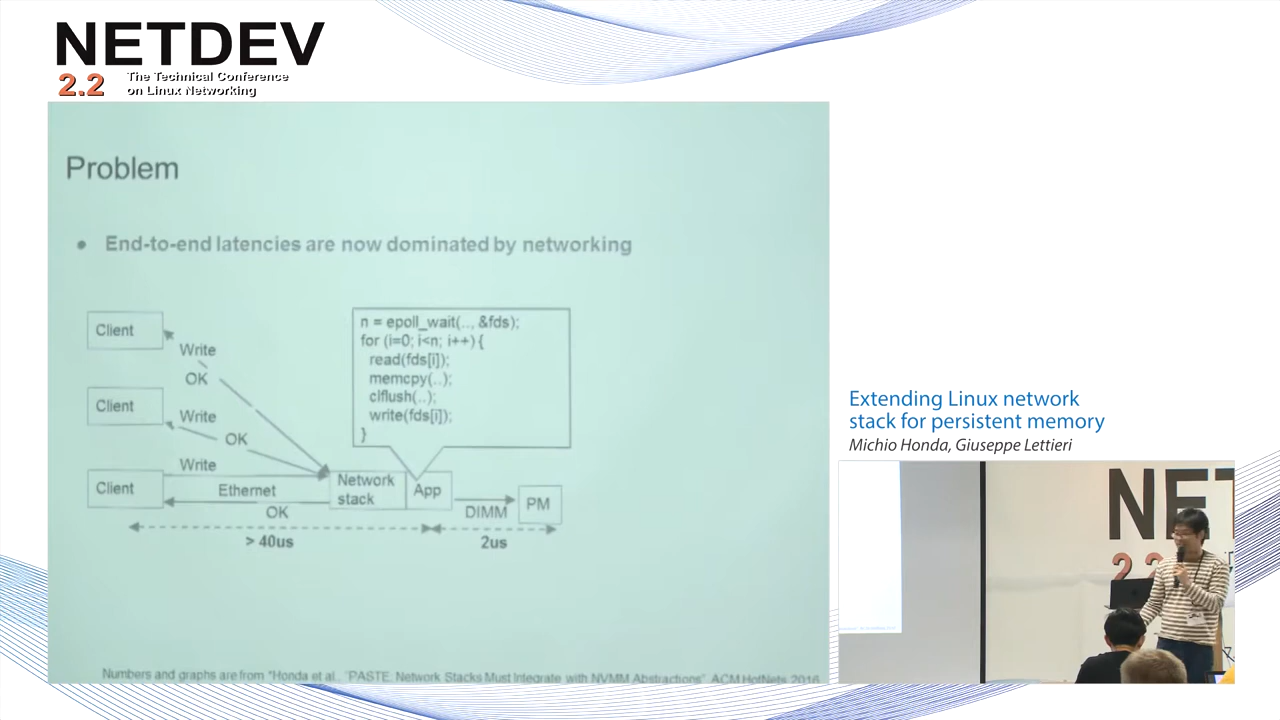 NETDEV
2.2
The Technical Conference
on Linux Networking
Problem
• End-to-end latencies are now dominated by networking
Client
Write
OK
Client
Write
OK
Client
Write
Ethernet
OK
n = epoll_wait(.., &fds);
for (i=0; i<n; i++) {
read(fds[i]);
memcpy(..);
clflush(..);
write(fds[i]);
}
Network
stack
App
DIMM
PM
> 40us
2us
Numbers and graphs are from "Honda et al., "PASTE: Network Stacks Must Integrate with NVMM Abstractions", ACM HotNets 2016
Extending Linux network
stack for persistent memory
Michio Honda, Giuseppe Lettieri
NET
2.2